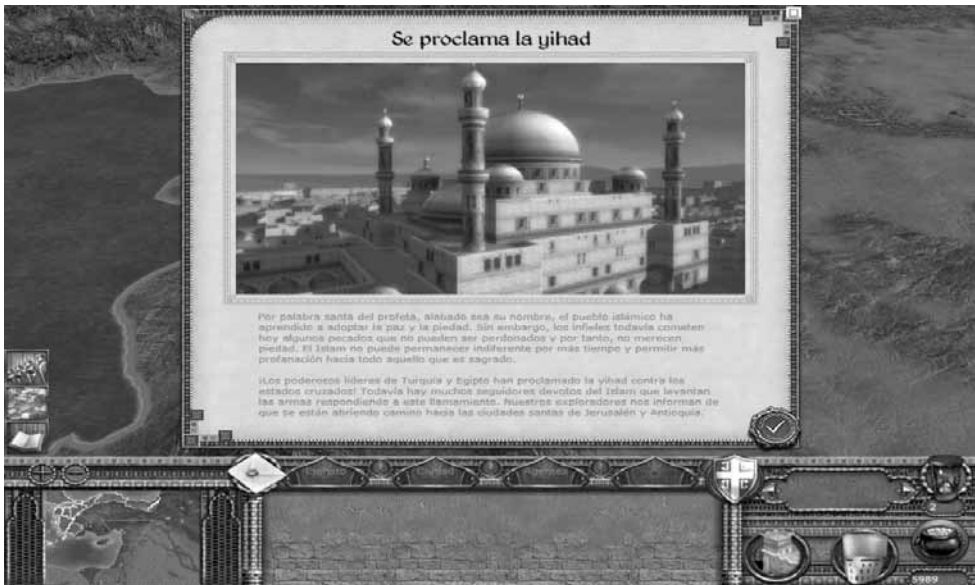 Se proclama la yihad
Por palabra santa del profeta, alabado sea su nombre, el pueblo islámico ha
aprendido a adoptar la paz y la piedad. Sin embargo, los infieles todavía cometen
hoy algunos pecados que no pueden ser perdonados y por tanto, no merecen
piedad. El Islam no puede permanecer indiferente por más tiempo y permitir más
profanación hacia todo aquello que es sagrado.
¡Los poderosos líderes de Turquía y Egipto han proclamado la yihad contra los
estados cruzados! Todavía hay muchos seguidores devotos del Islam que levantan
las armas respondiendo a este llamamiento. Nuestros exploradores nos informan de
que se están abriendo camino hacia las ciudades santas de Jerusalén y Antioquía.
2
5989